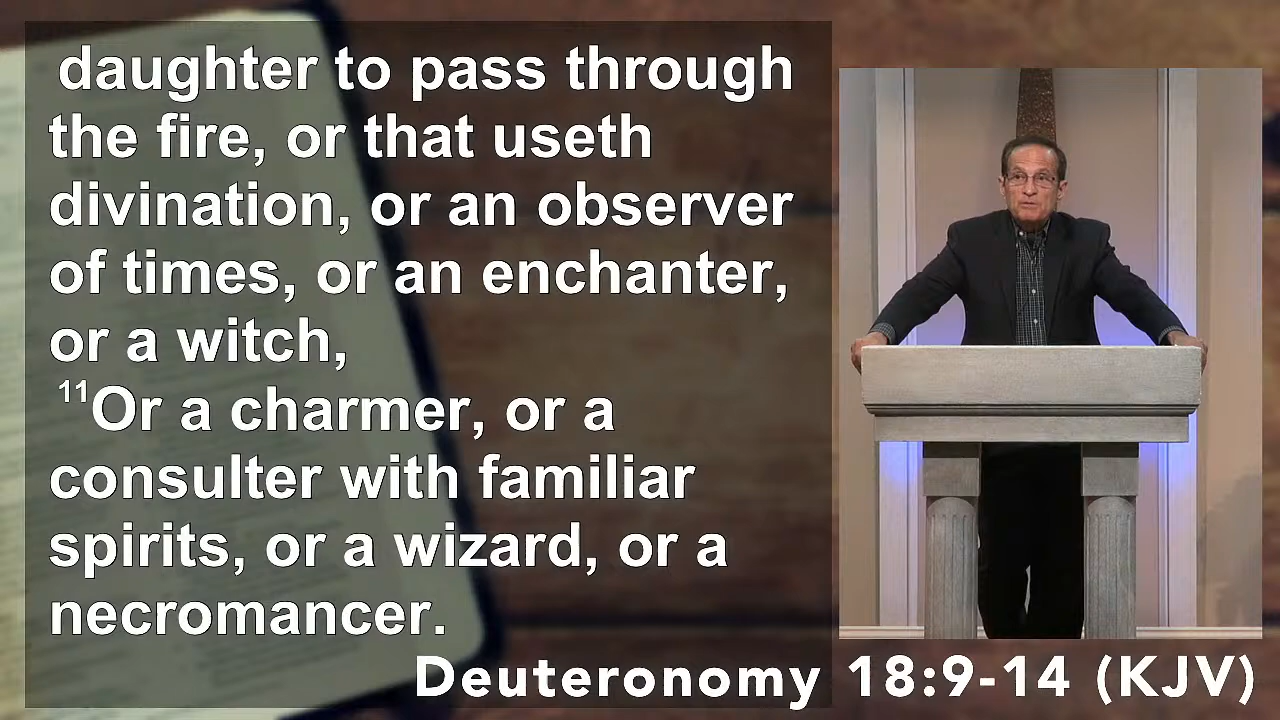 daughter to pass through
the fire, or that useth
divination, or an observer
of times, or an enchanter,
or a witch,
11Or a charmer, or a
consulter with familiar
spirits, or a wizard, or a
necromancer.
Deuteronomy 18:9-14 (KJV)